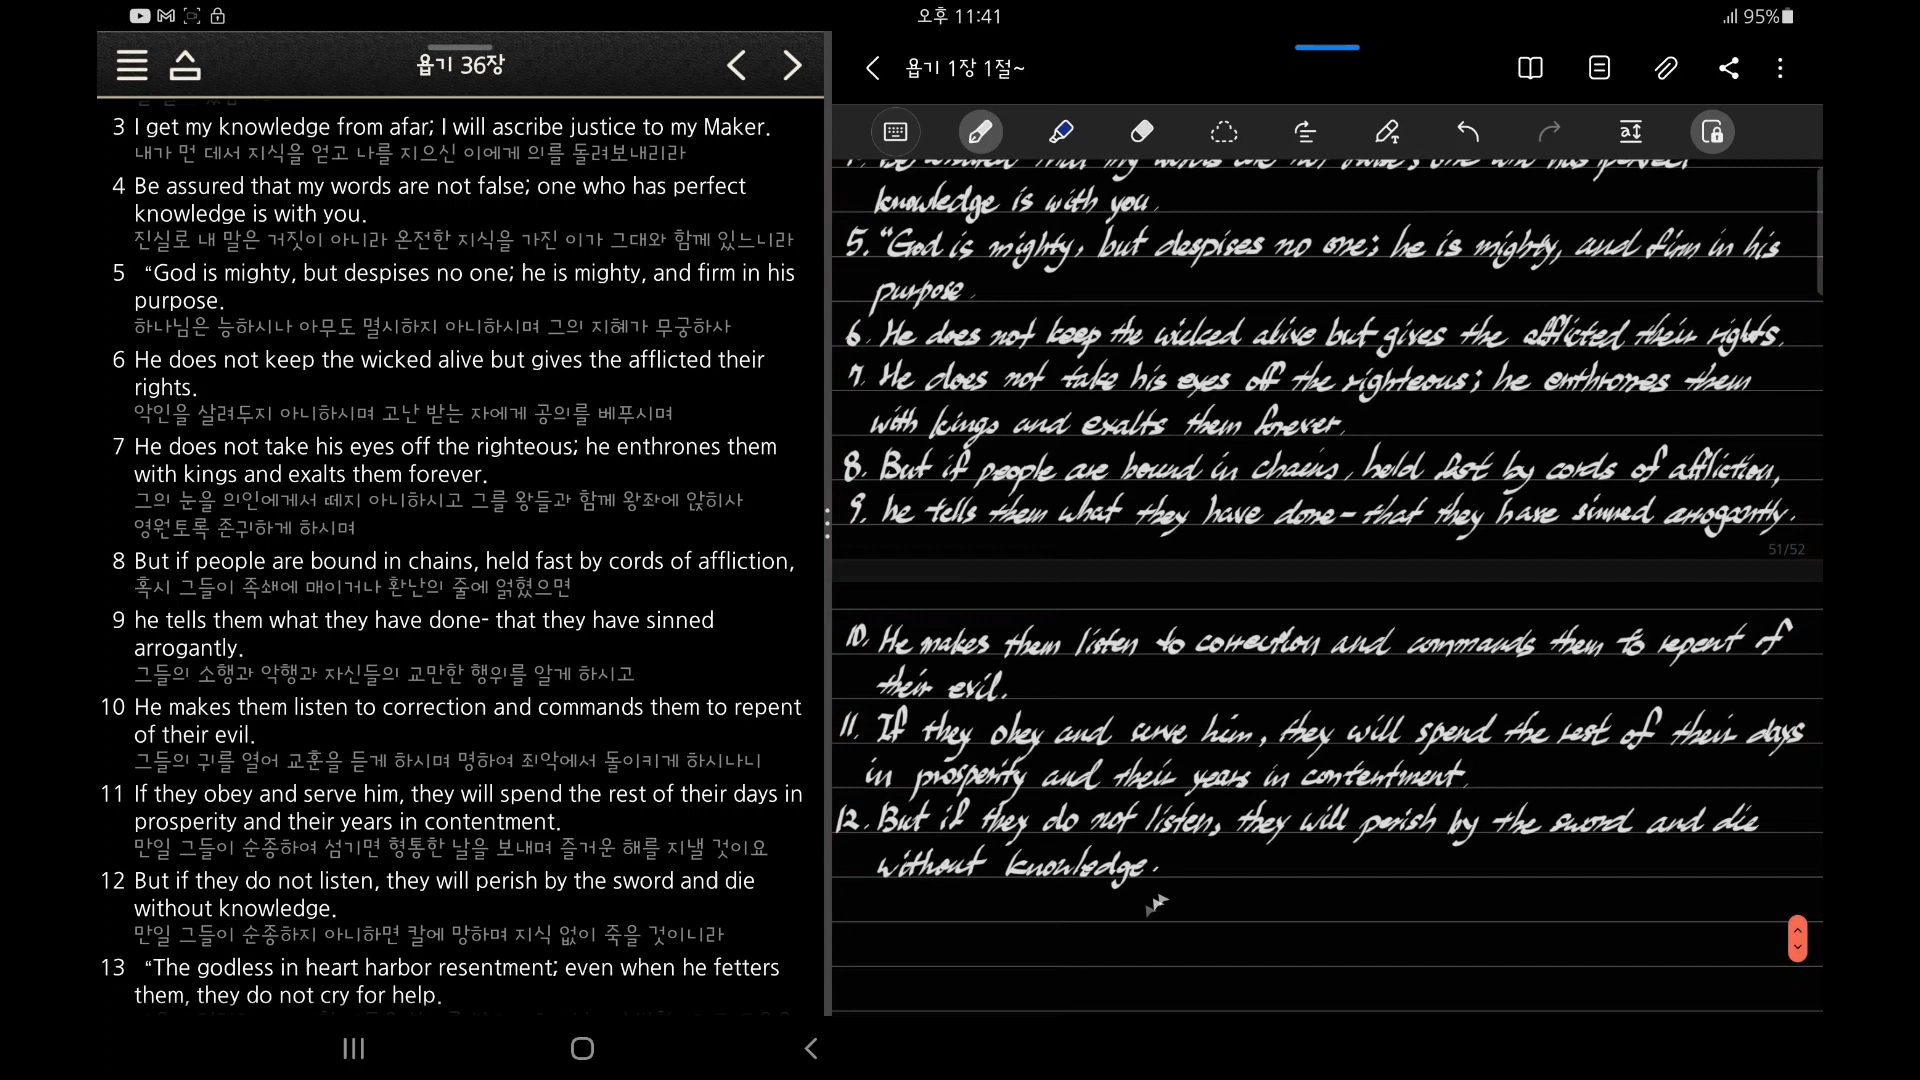 오후 11:41
95%
욥기 36장
3 I get my knowledge from afar; I will ascribe justice to my Maker.
내가 먼 데서 지식을 얻고 나를 지으신 이에게 의를 돌려보내리라
4 Be assured that my words are not false; one who has perfect
knowledge is with you.
진실로 내 말은 거짓이 아니라 온전한 지식을 가진 이가 그대와 함께 있느니라
5 “God is mighty, but despises no one; he is mighty, and firm in his
purpose.
하나님은 능하시나 아무도 멸시하지 아니하시며 그의 지혜가 무궁하사
6 He does not keep the wicked alive but gives the afflicted their
rights.
악인을 살려두지 아니하시며 고난 받는 자에게 공의를 베푸시며
7 He does not take his eyes off the righteous; he enthrones them
with kings and exalts them forever.
그의 눈을 의인에게서 떼지 아니하시고 그를 왕들과 함께 왕좌에 앉히사
영원토록 존귀하게 하시며
8 But if people are bound in chains, held fast by cords of affliction,
혹시 그들이 족쇄에 매이거나 환난의 줄에 얽혔으면
9 he tells them what they have done- that they have sinned
arrogantly.
그들의 소행과 악행과 자신들의 교만한 행위를 알게 하시고
10 He makes them listen to correction and commands them to repent
of their evil.
그들의 귀를 열어 교훈을 듣게 하시며 명하여 죄악에서 돌이키게 하시나니
11 If they obey and serve him, they will spend the rest of their days in
prosperity and their years in contentment.
만일 그들이 순종하여 섬기면 형통한 날을 보내며 즐거운 해를 지낼 것이요
12 But if they do not listen, they will perish by the sword and die
without knowledge.
만일 그들이 순종하지 아니하면 칼에 망하며 지식 없이 죽을 것이니라
13 “The godless in heart harbor resentment; even when he fetters
them, they do not cry for help.
욥기 1장 1절~
Be assured that my words are not false; one who has perfect
knowledge is with you.
5. “God is mighty, but despises no one; he is mighty, and firm in his
purpose.
6. He does not keep the wicked alive but gives the afflicted their rights.
7. He does not take his eyes off the righteous; he enthrones them
with kings and exalts them forever.
8. But if people are bound in chains, held fast by cords of affliction,
9. he tells them what they have done- that they have sinned arrogantly.
51/52
10. He makes them listen to correction and commands them to repent of
their evil.
11. If they obey and serve him, they will spend the rest of their days
in prosperity and their years in contentment.
12. But if they do not listen, they will perish by the sword and die
without knowledge.